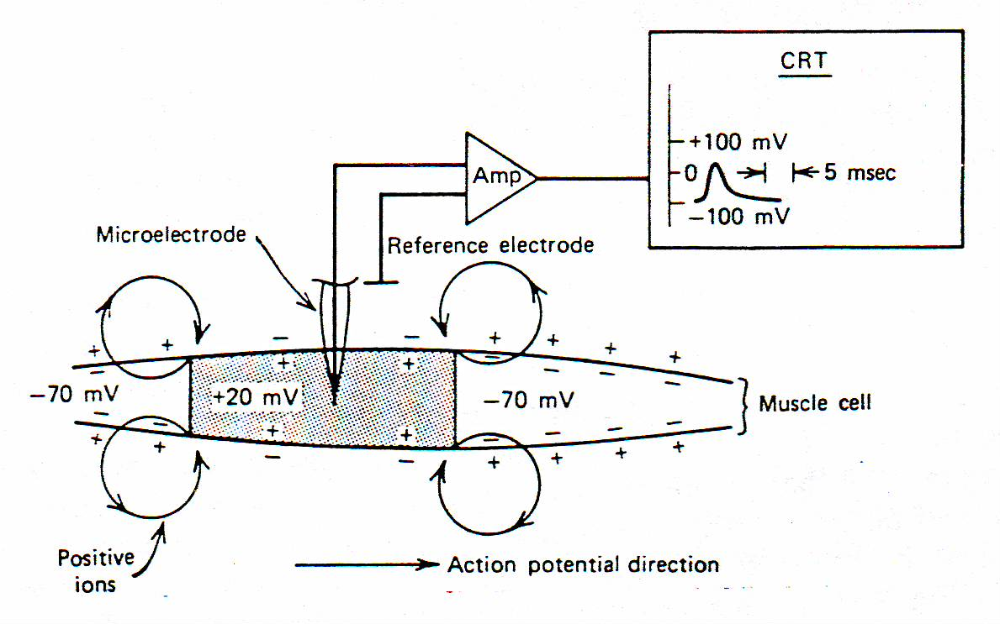 CRT
+100 mV
0
5 msec
−100 mV
Amp
Microelectrode
Reference electrode
−70 mV
+20 mV
−70 mV
Muscle cell
Positive
ions
Action potential direction